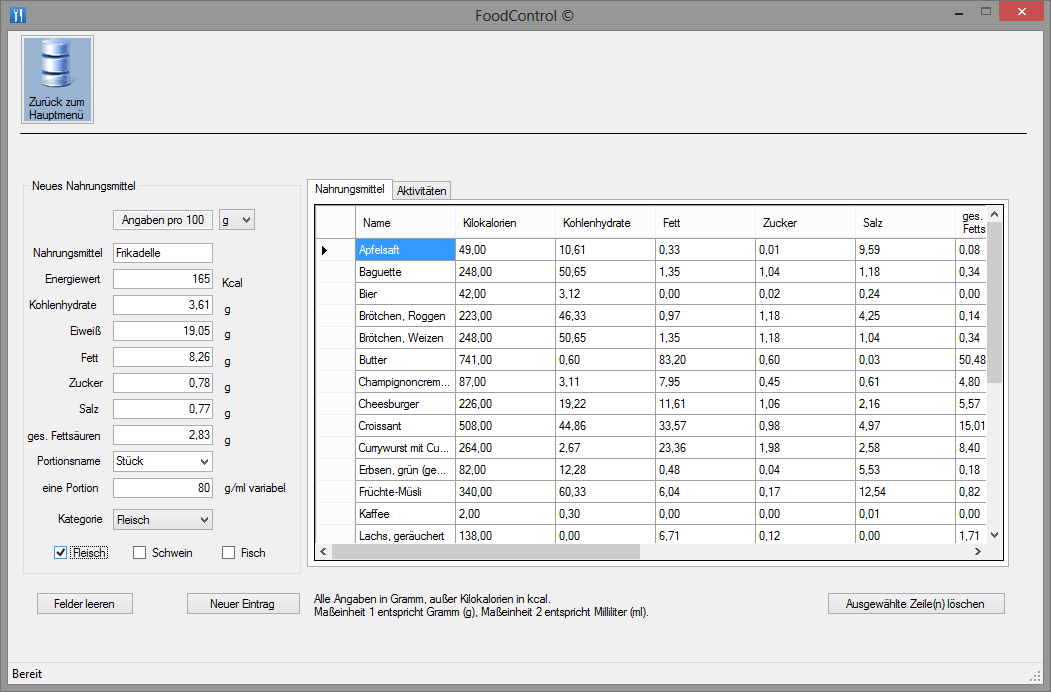 FoodControl ©
Zurück zum
Hauptmenü
Neues Nahrungsmittel
Angaben pro 100 g
Nahrungsmittel Frikadelle
Energiewert 165 Kcal
Kohlenhydrate 3,61 g
Eiweiß 19,05 g
Fett 8,26 g
Zucker 0,78 g
Salz 0,77 g
ges. Fettsäuren 2,83 g
Portionsname Stück
eine Portion 80 g/ml variabel
Kategorie Fleisch
Fleisch Schwein Fisch
Felder leeren Neuer Eintrag
Nahrungsmittel Aktivitäten
Name Kilokalorien Kohlenhydrate Fett Zucker Salz ges. Fetts
Apfelsaft 49,00 10,61 0,33 0,01 9,59 0,08
Baguette 248,00 50,65 1,35 1,04 1,18 0,34
Bier 42,00 3,12 0,00 0,02 0,24 0,00
Brötchen, Roggen 223,00 46,33 0,97 1,18 4,25 0,14
Brötchen, Weizen 248,00 50,65 1,35 1,18 1,04 0,34
Butter 741,00 0,60 83,20 0,60 0,03 50,48
Champignoncrem... 87,00 3,11 7,95 0,45 0,61 4,80
Cheesburger 226,00 19,22 11,61 1,06 2,16 5,57
Croissant 508,00 44,86 33,57 0,98 4,97 15,01
Currywurst mit Cu... 264,00 2,67 23,36 1,98 2,58 8,40
Erbsen, grün (ge... 82,00 12,28 0,48 0,04 5,53 0,18
Früchte-Müsli 340,00 60,33 6,04 0,17 12,54 0,82
Kaffee 2,00 0,30 0,00 0,00 0,01 0,00
Lachs, geräuchert 138,00 0,00 6,71 0,12 0,00 1,71
Alle Angaben in Gramm, außer Kilokalorien in kcal.
Maßeinheit 1 entspricht Gramm (g), Maßeinheit 2 entspricht Milliliter (ml).
Ausgewählte Zeile(n) löschen
Bereit